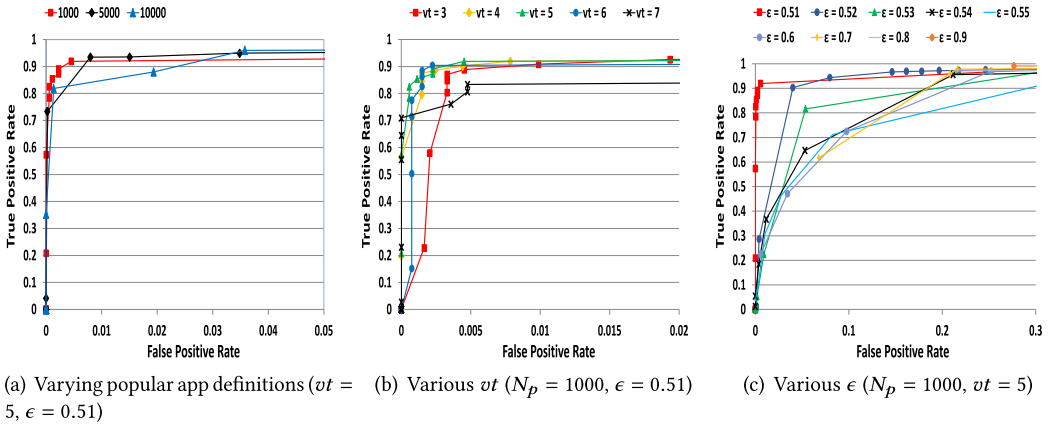 1000 5000 10000
1
0.9
0.8
0.7
0.6
0.5
0.4
0.3
0.2
0.1
0
True Positive Rate
0 0.01 0.02 0.03 0.04 0.05
False Positive Rate
(a) Varying popular app definitions (vt =
5, ϵ = 0.51)
vt = 3 vt = 4 vt = 5 vt = 6 vt = 7
1
0.9
0.8
0.7
0.6
0.5
0.4
0.3
0.2
0.1
0
True Positive Rate
0 0.005 0.01 0.015 0.02
False Positive Rate
(b) Various vt (Np = 1000, ϵ = 0.51)
ε = 0.51 ε = 0.52 ε = 0.53 ε = 0.54 ε = 0.55
ε = 0.6 ε = 0.7 ε = 0.8 ε = 0.9
1
0.9
0.8
0.7
0.6
0.5
0.4
0.3
0.2
0.1
0
True Positive Rate
0 0.1 0.2 0.3
False Positive Rate
(c) Various ϵ (Np = 1000, vt = 5)